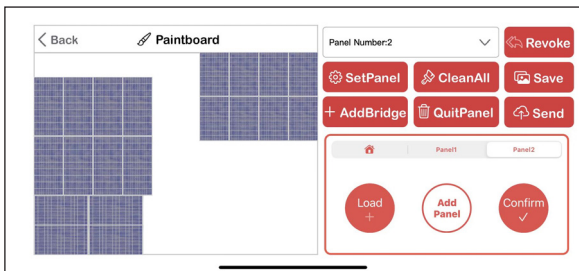 Back
Paintboard
Panel Number:2
Revoke
SetPanel
CleanAll
Save
+ AddBridge
QuitPanel
Send
Panel1
Panel2
Load
+
Add
Panel
Confirm
✓